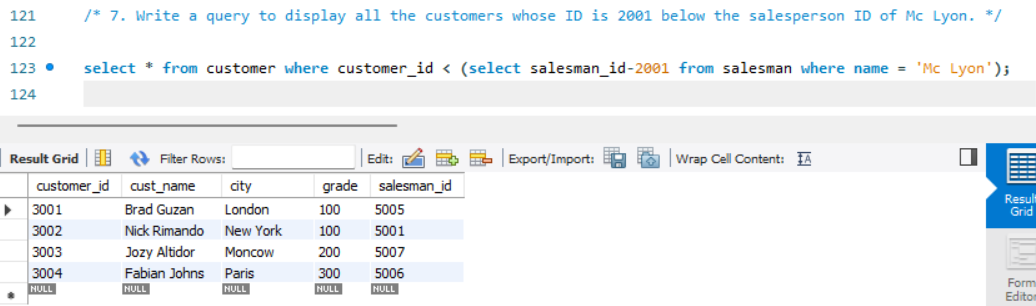 121 /* 7. Write a query to display all the customers whose ID is 2001 below the salesperson ID of Mc Lyon. */
122
123 select * from customer where customer_id < (select salesman_id-2001 from salesman where name = 'Mc Lyon');
124
Result Grid Filter Rows: Edit: Export/Import: Wrap Cell Content: IA
customer_id cust_name city grade salesman_id
3001 Brad Guzan London 100 5005
3002 Nick Rimando New York 100 5001
3003 Jozy Altidor Moncow 200 5007
3004 Fabian Johns Paris 300 5006
NULL NULL NULL NULL NULL
Result
Grid
Form